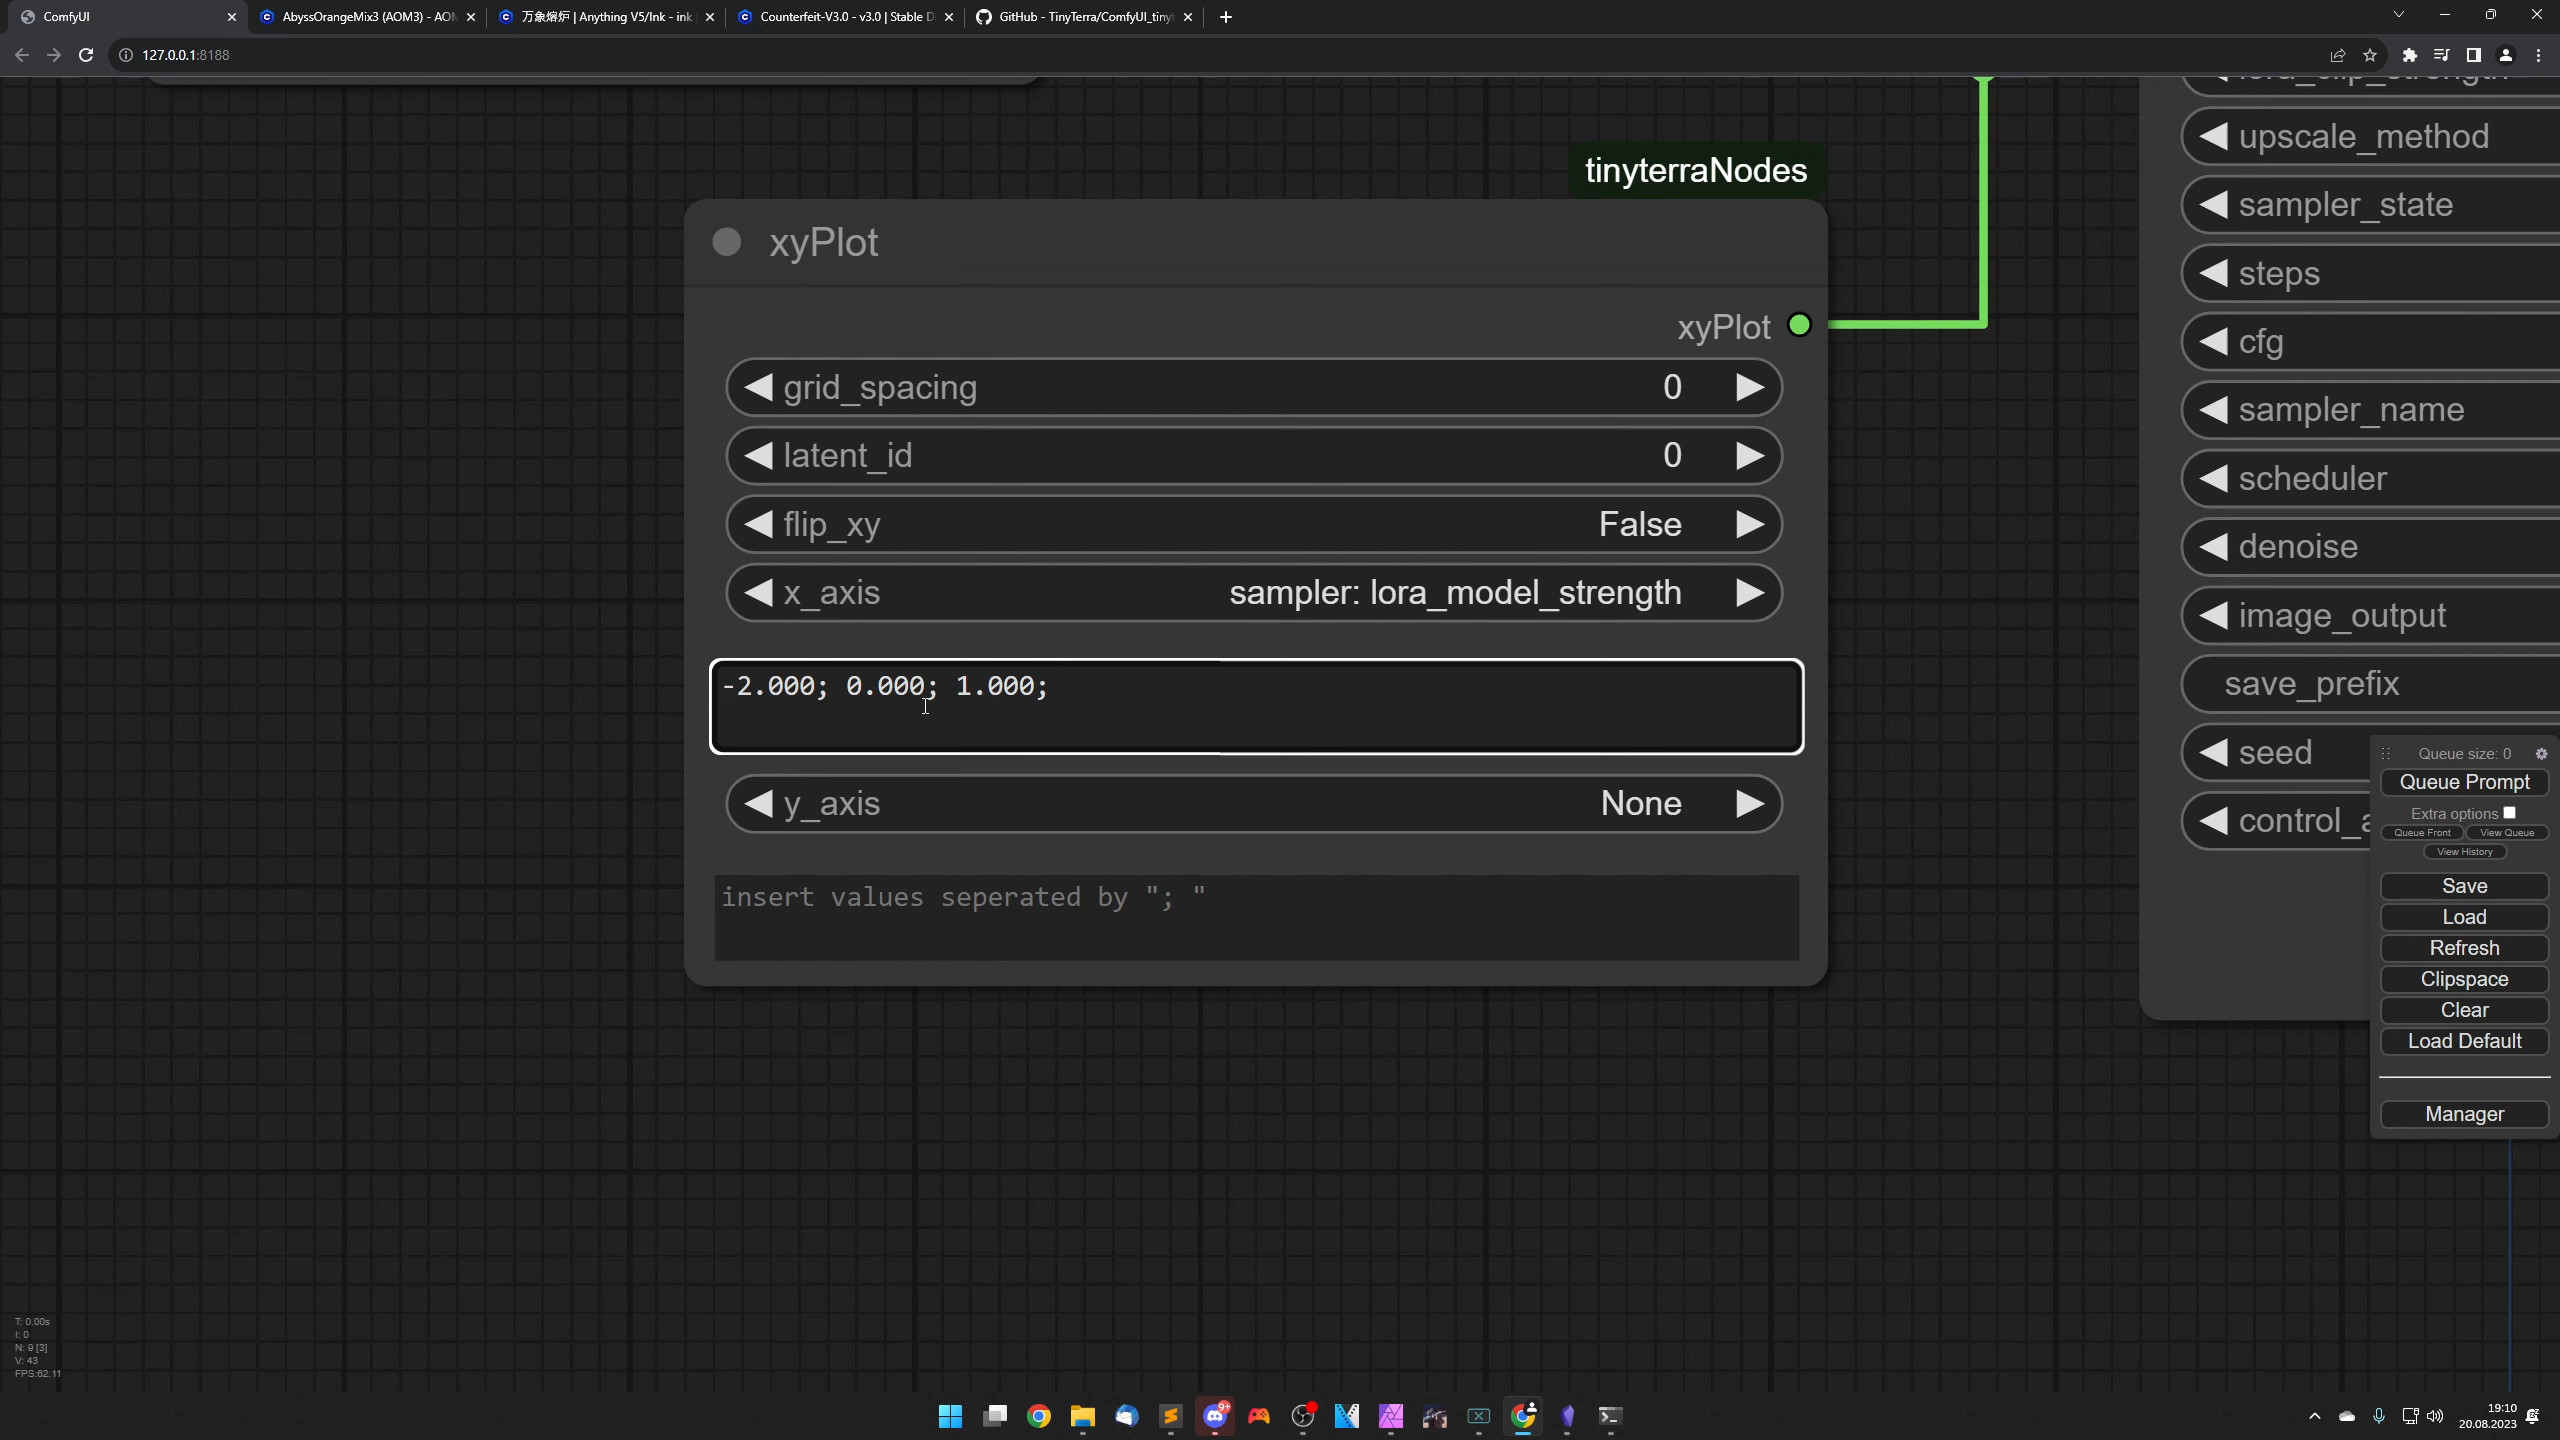 ComfyUI
AbyssOrangeMix3 (AOM3) - AOM
万象熔炉 | Anything V5/Ink - ink
Counterfeit-V3.0 - v3.0 | Stable D
GitHub - TinyTerra/ComfyUI_tinyt
127.0.0.1:8188
tinyterraNodes
xyPlot
xyPlot
grid_spacing 0
latent_id 0
flip_xy False
x_axis sampler: lora_model_strength
-2.000; 0.000; 1.000;
y_axis None
insert values seperated by "; "
lora_clip_strength
upscale_method
sampler_state
steps
cfg
sampler_name
scheduler
denoise
image_output
save_prefix
seed
control_a
Queue size: 0
Queue Prompt
Extra options
Queue Front View Queue
View History
Save
Load
Refresh
Clipspace
Clear
Load Default
Manager
T: 0.00s
I: 0
N: 9 [3]
V: 43
FPS:62.11
9+
19:10
20.08.2023